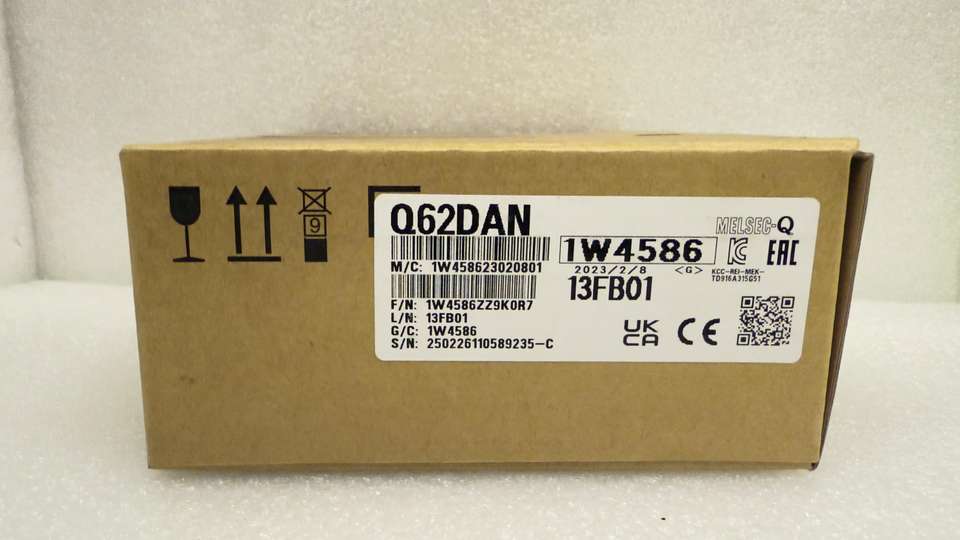 9
Q62DAN
MELSEC-Q
1W4586
EAC
M/C: 1W458623020801
2023/2/8 <G>
KCC-REI-MEK-
TD916A315G51
13FB01
F/N: 1W4586ZZ9K0R7
L/N: 13FB01
G/C: 1W4586
S/N: 250226110589235-C
UK
CA
CE